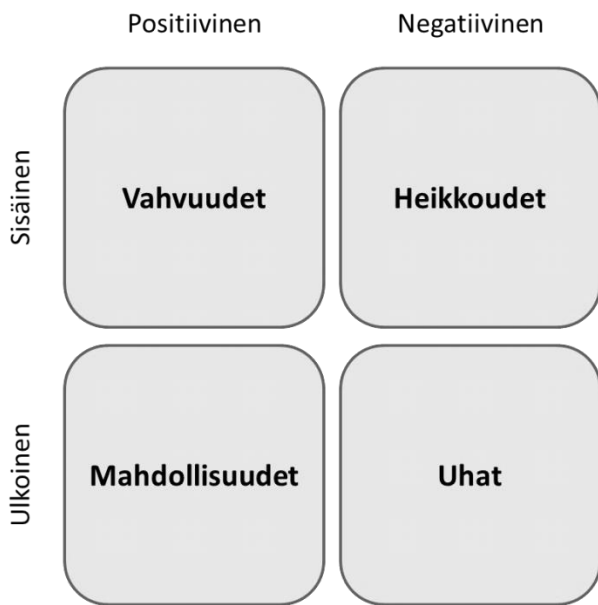 Positiivinen
Negatiivinen
Sisäinen
Vahvuudet
Heikkoudet
Ulkoinen
Mahdollisuudet
Uhat